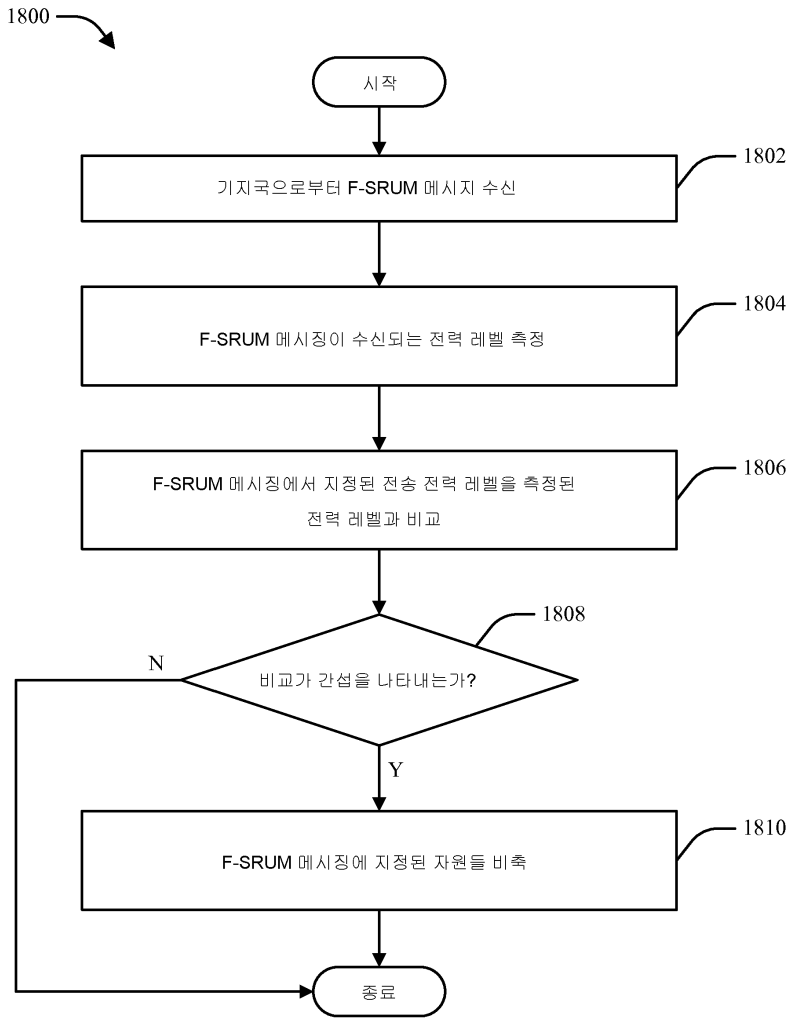 1800
시작
1802
기지국으로부터 F-SRUM 메시지 수신
1804
F-SRUM 메시징이 수신되는 전력 레벨 측정
1806
F-SRUM 메시징에서 지정된 전송 전력 레벨을 측정된
전력 레벨과 비교
1808
N
비교가 간섭을 나타내는가?
Y
1810
F-SRUM 메시징에 지정된 자원들 비축
종료